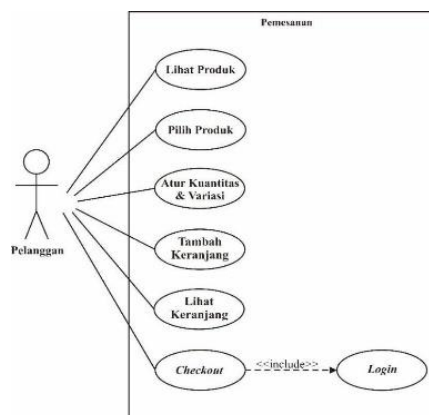 Pemesanan
Lihat Produk
Pilih Produk
Atur Kuantitas
& Variasi
Tambah
Keranjang
Pelanggan
Lihat
Keranjang
Checkout
<<include>>
Login